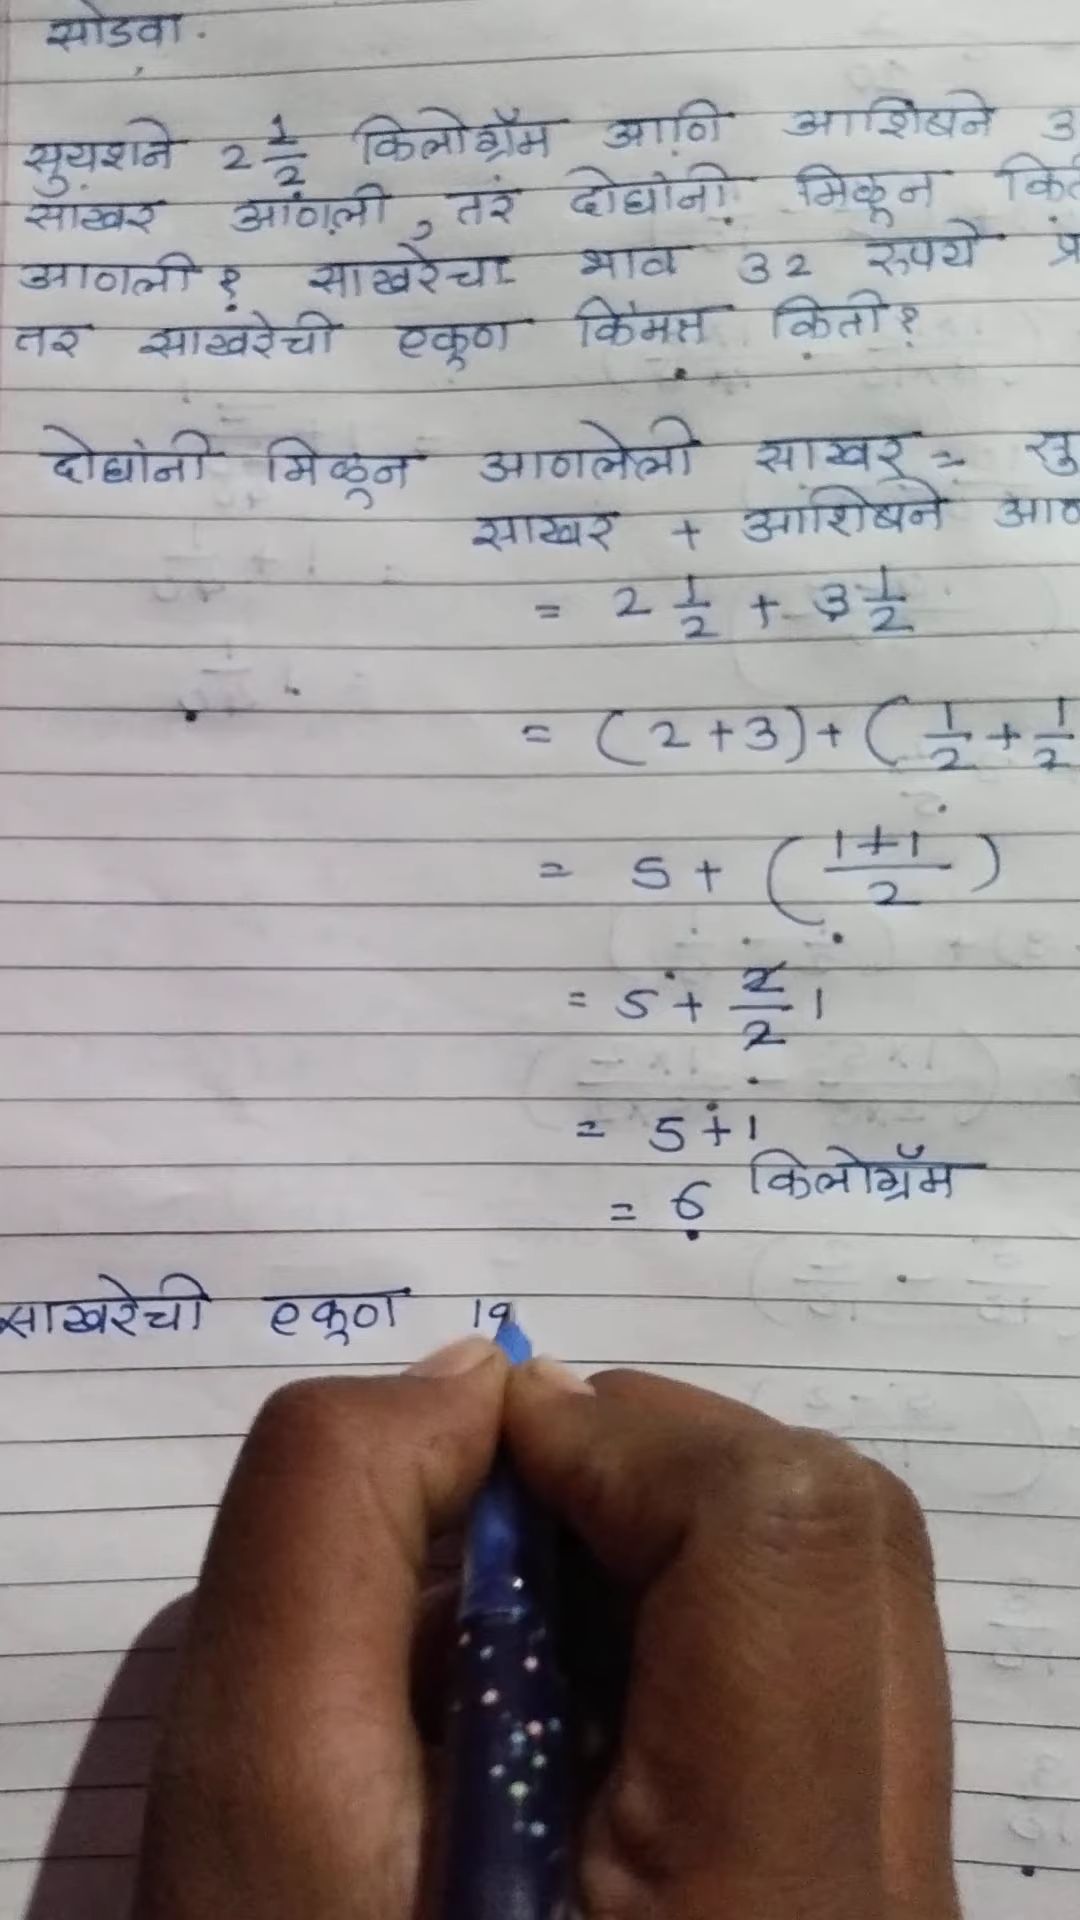 सोडवा.
सुयशने 2 1/2 किलोग्रॅम आणि आशिषने 3
साखर आणली, तर दोघांनी मिळून
आणली? साखरेचा भाव 32 रुपये
तर साखरेची एकूण किंमत किती?
दोघांनी मिळून आणलेली साखर = सु
साखर + आशिषने आण
= 2 1/2 + 3 1/2
= (2+3)+(1/2+1/2
= 5+ (1+1/2)
= 5+ 2/2 1
= 5+1
= 6 किलोग्रॅम
साखरेची एकूण